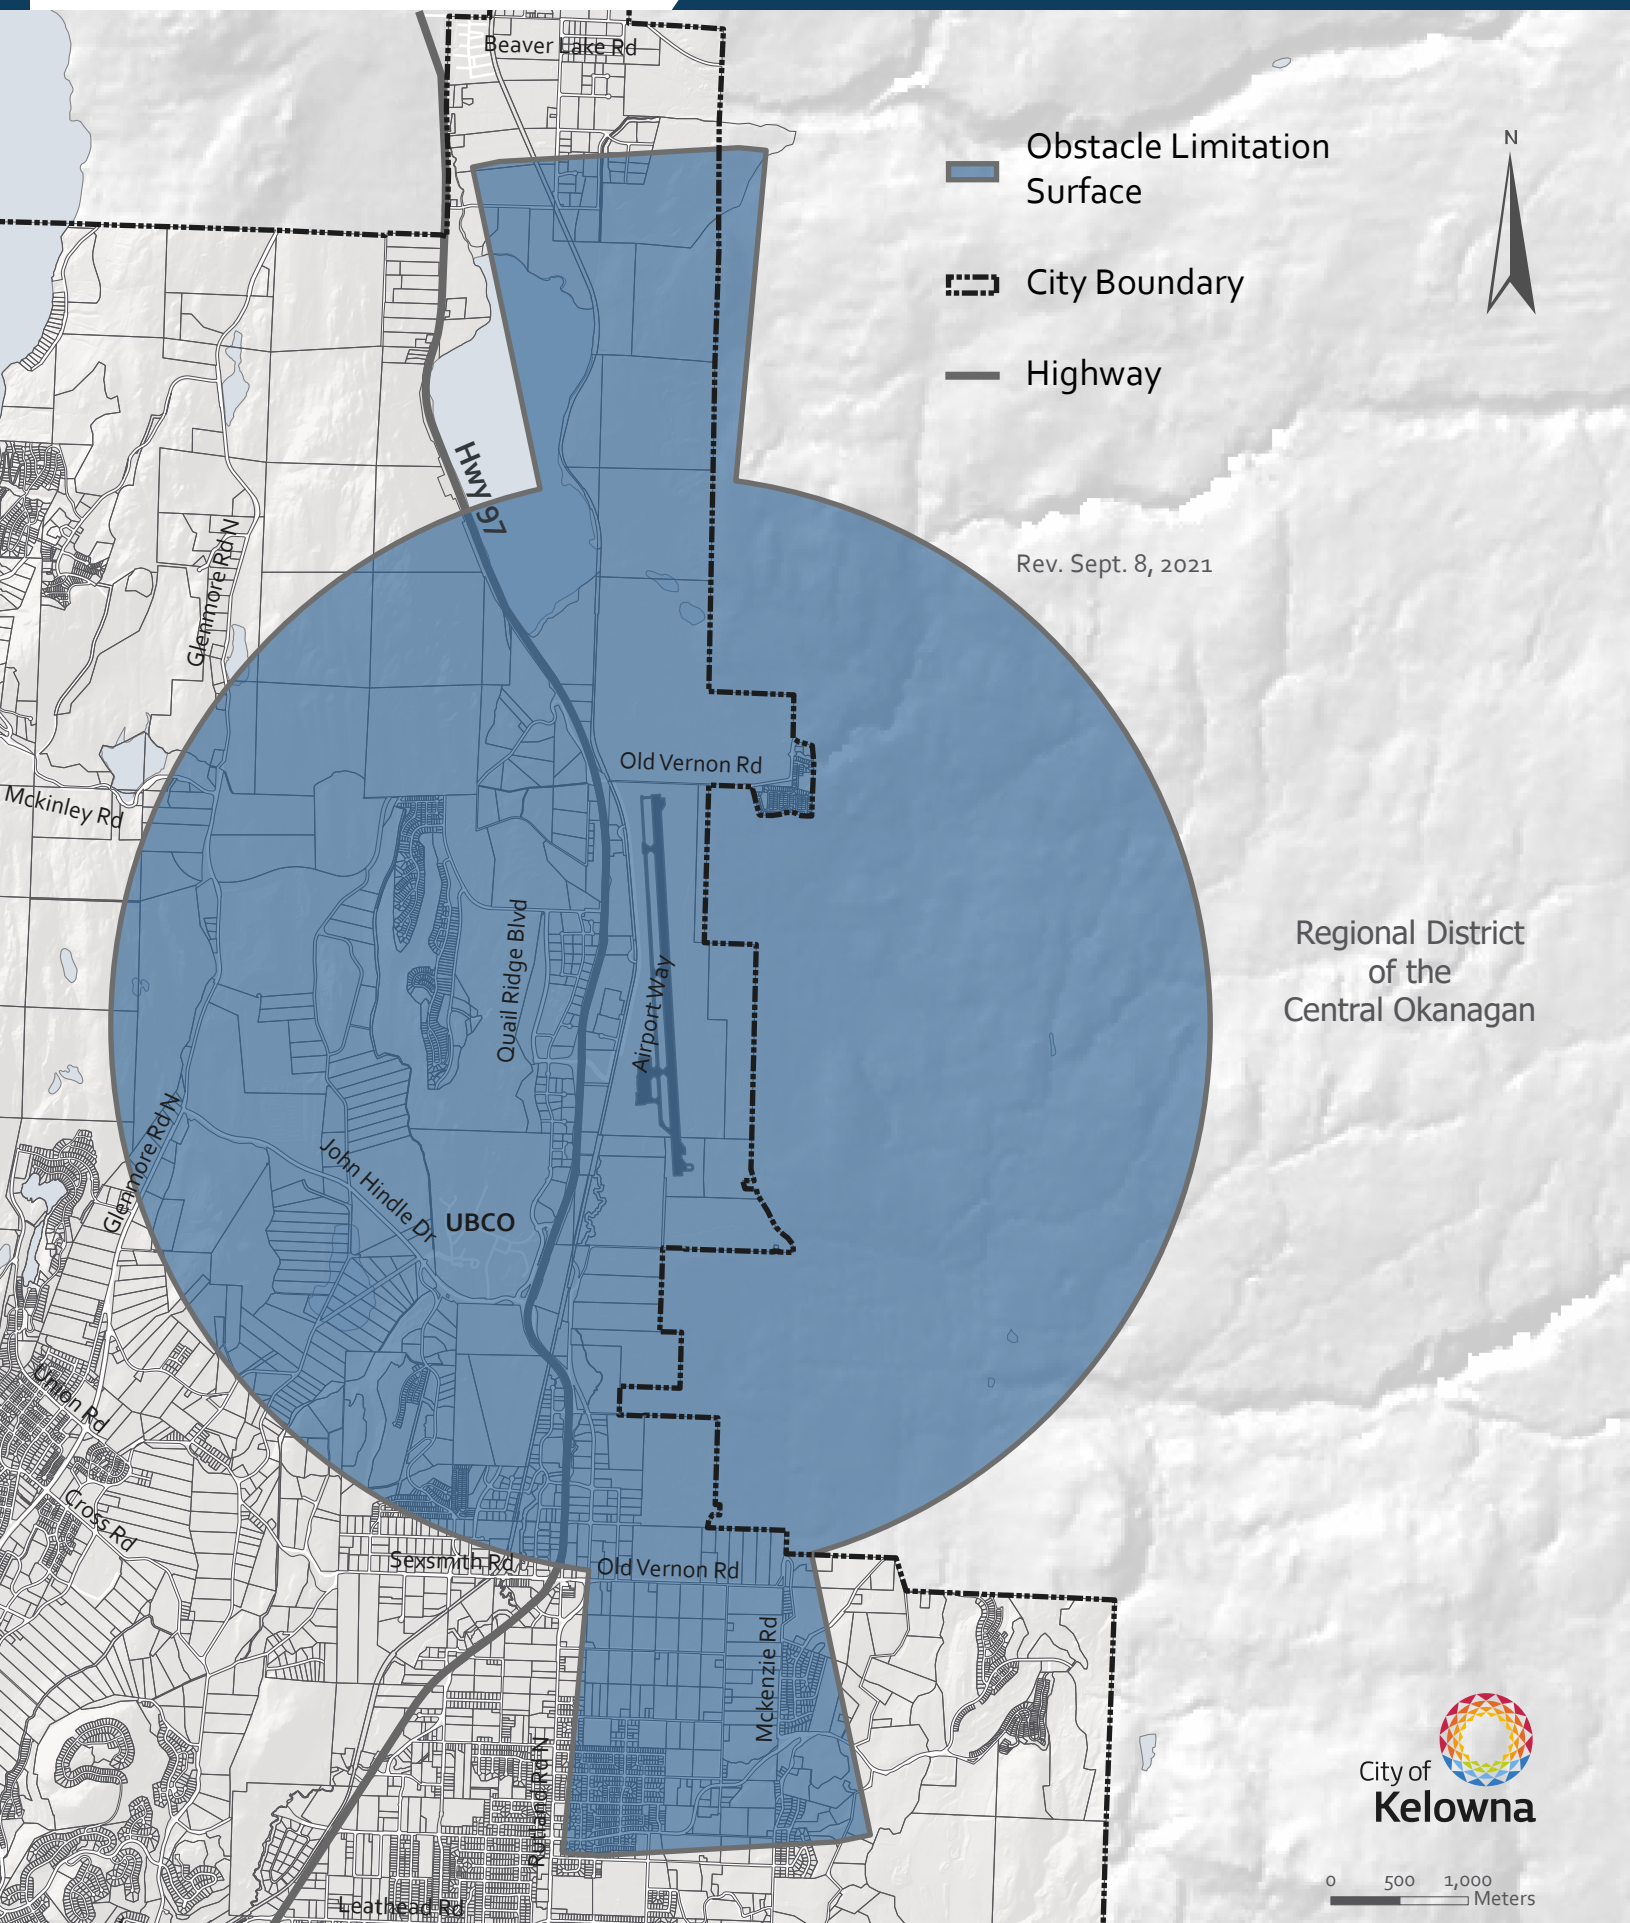 Beaver Lake Rd
Obstacle Limitation
Surface
N
City Boundary
Highway
Hwy 97
Glenmore Rd N
Rev. Sept. 8, 2021
Old Vernon Rd
Mckinley Rd
Quail Ridge Blvd
Airport Way
Regional District
of the
Central Okanagan
Glenmore Rd N
John Hindle Dr
UBCO
Union Rd
Cross Rd
Sexsmith Rd
Old Vernon Rd
Mckenzie Rd
Rutland Rd N
City of
Kelowna
0 500 1,000
Meters
Leathead Rd